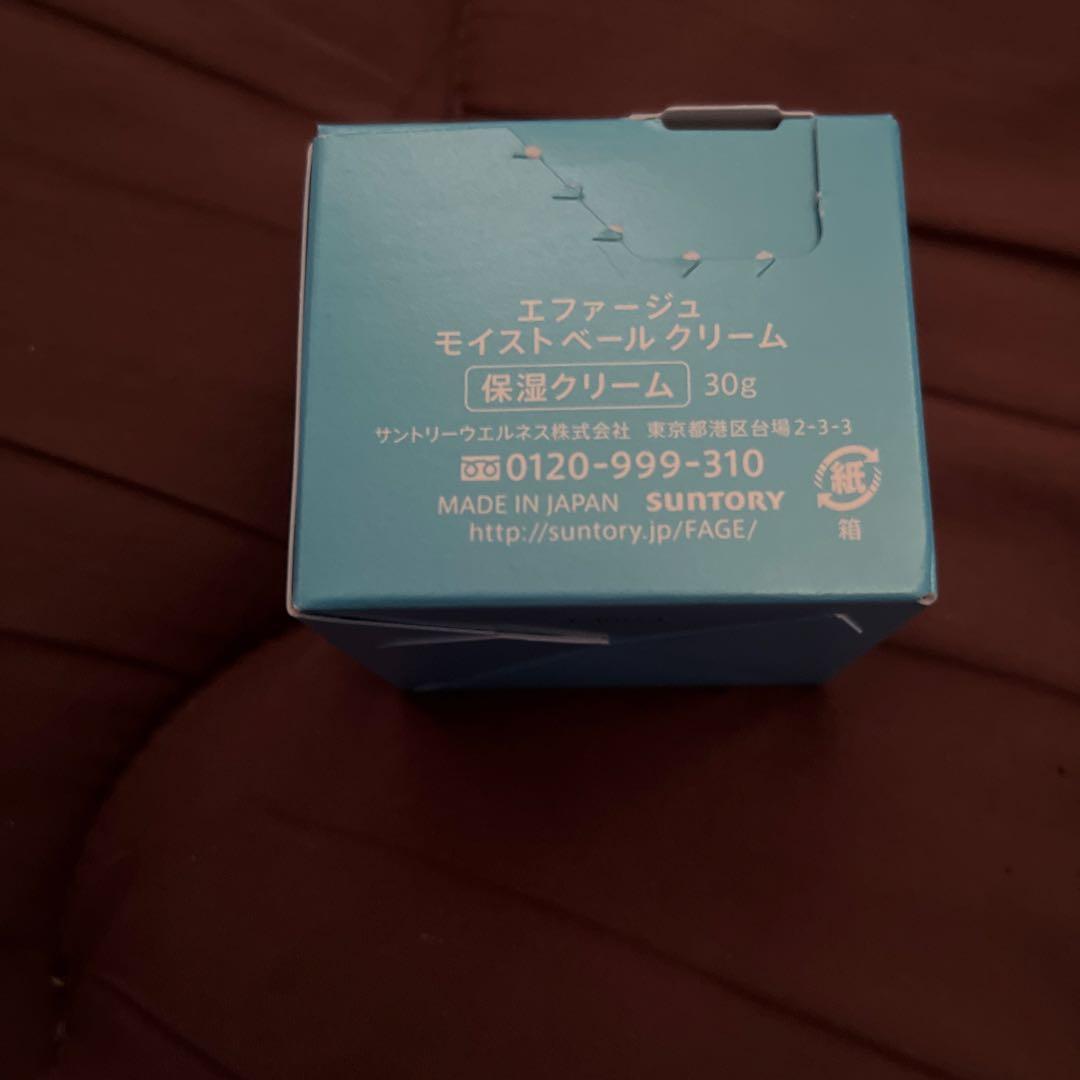 エファージュ
モイスト ベール クリーム
保湿クリーム 30g
サントリーウエルネス株式会社 東京都港区台場2-3-3
0120-999-310
MADE IN JAPAN SUNTORY
http://suntory.jp/FAGE/
紙
箱